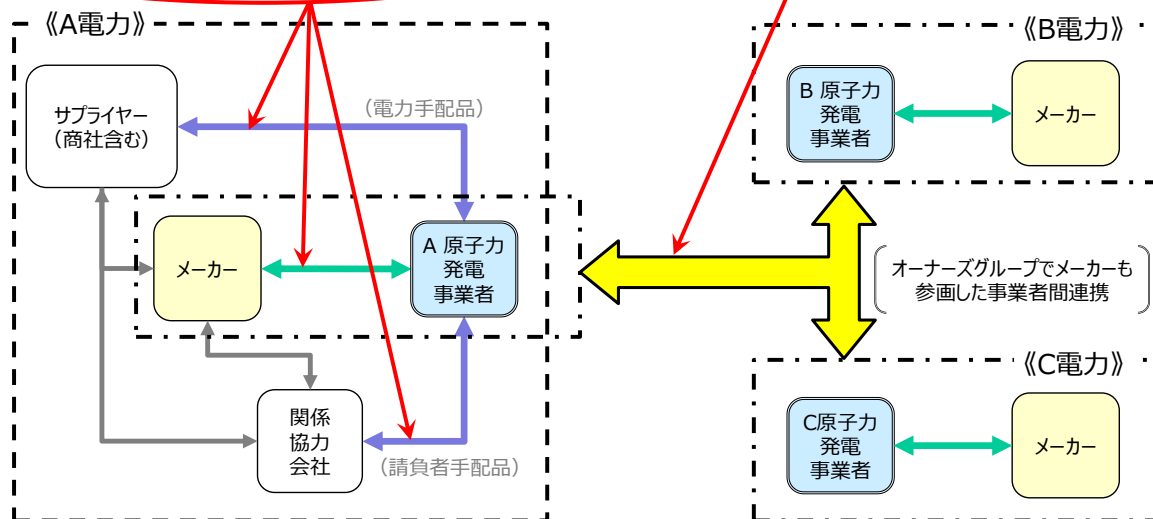 《A電力》
サプライヤー
(商社含む)
(電力手配品)
メーカー
A 原子力
発電
事業者
関係
協力
会社
(請負者手配品)
《B電力》
B 原子力
発電
事業者
メーカー
オーナーズグループでメーカーも
参画した事業者間連携
《C電力》
C原子力
発電
事業者
メーカー